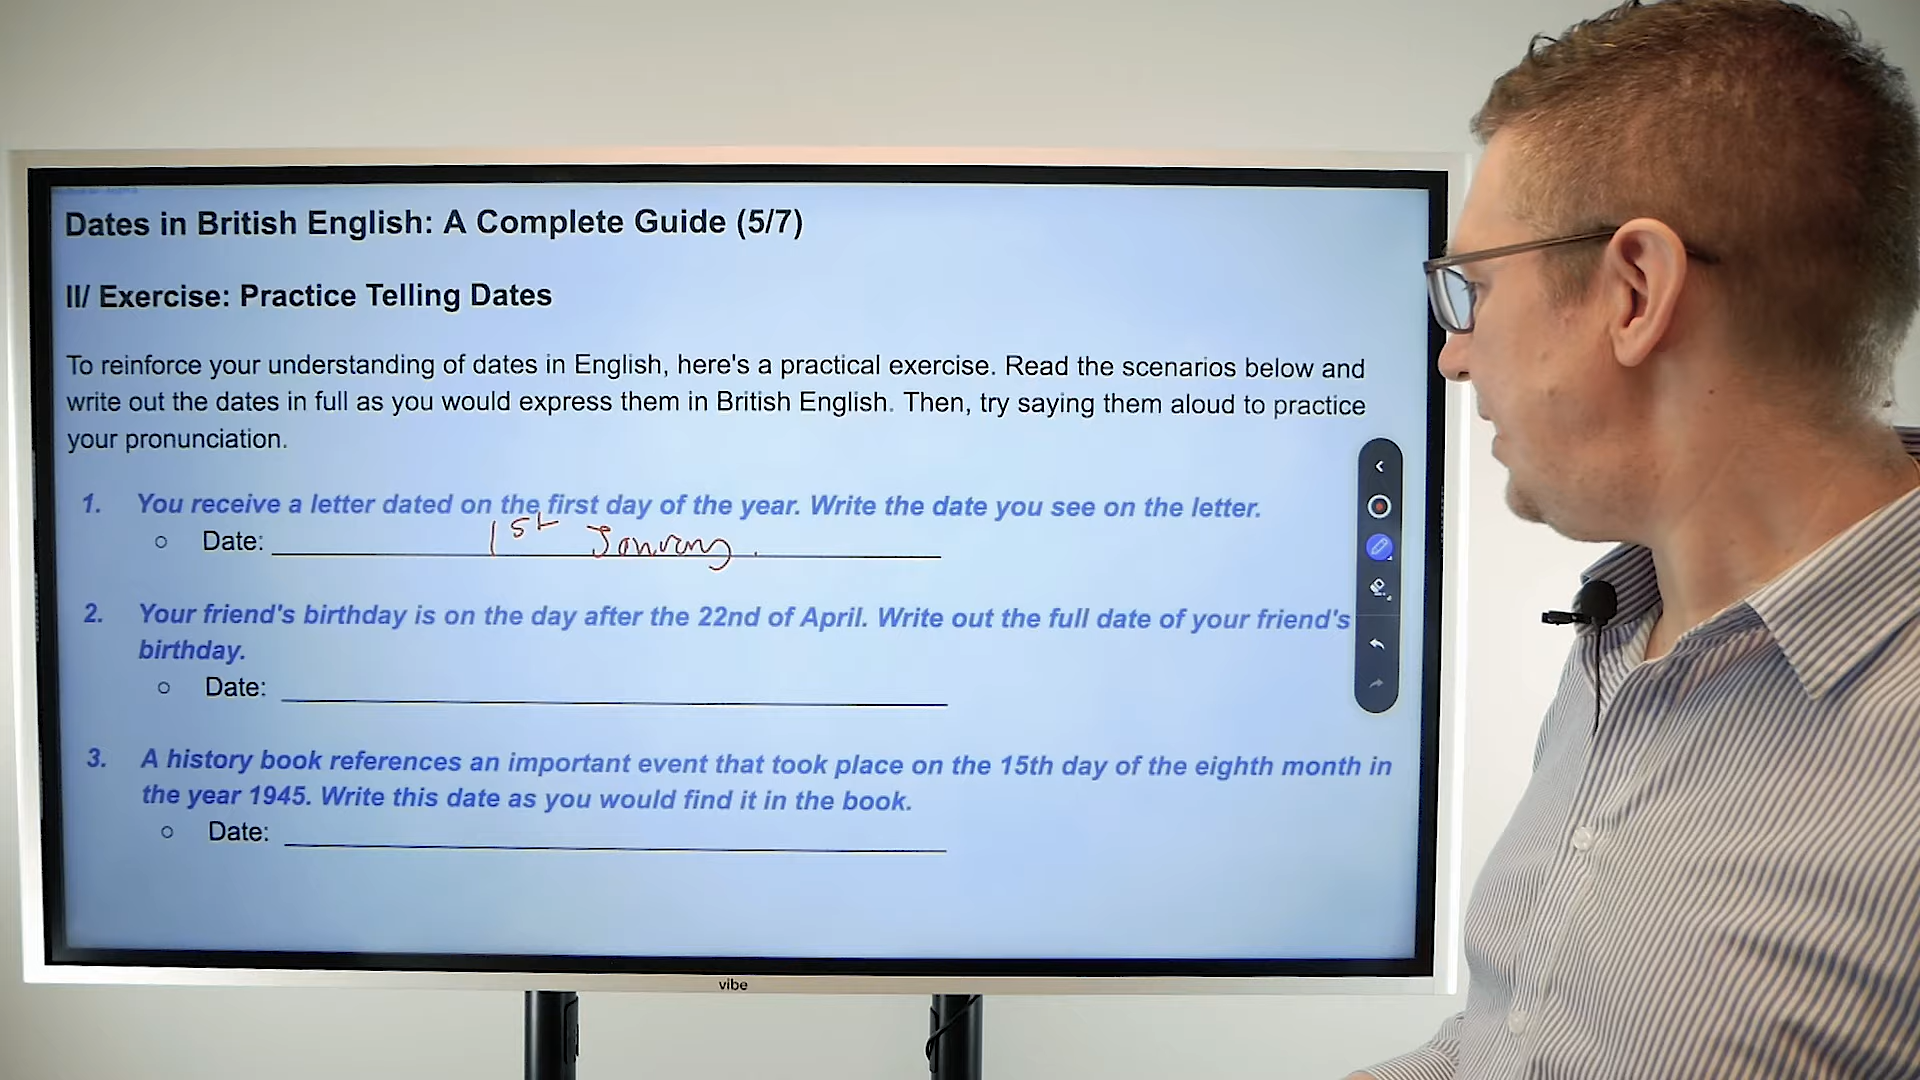 Dates in British English: A Complete Guide (5/7)
II/ Exercise: Practice Telling Dates
To reinforce your understanding of dates in English, here's a practical exercise. Read the scenarios below and
write out the dates in full as you would express them in British English. Then, try saying them aloud to practice
your pronunciation.
1. You receive a letter dated on the first day of the year. Write the date you see on the letter.
Date: 1st January.
2. Your friend's birthday is on the day after the 22nd of April. Write out the full date of your friend's
birthday.
Date:
3. A history book references an important event that took place on the 15th day of the eighth month in
the year 1945. Write this date as you would find it in the book.
Date:
vibe